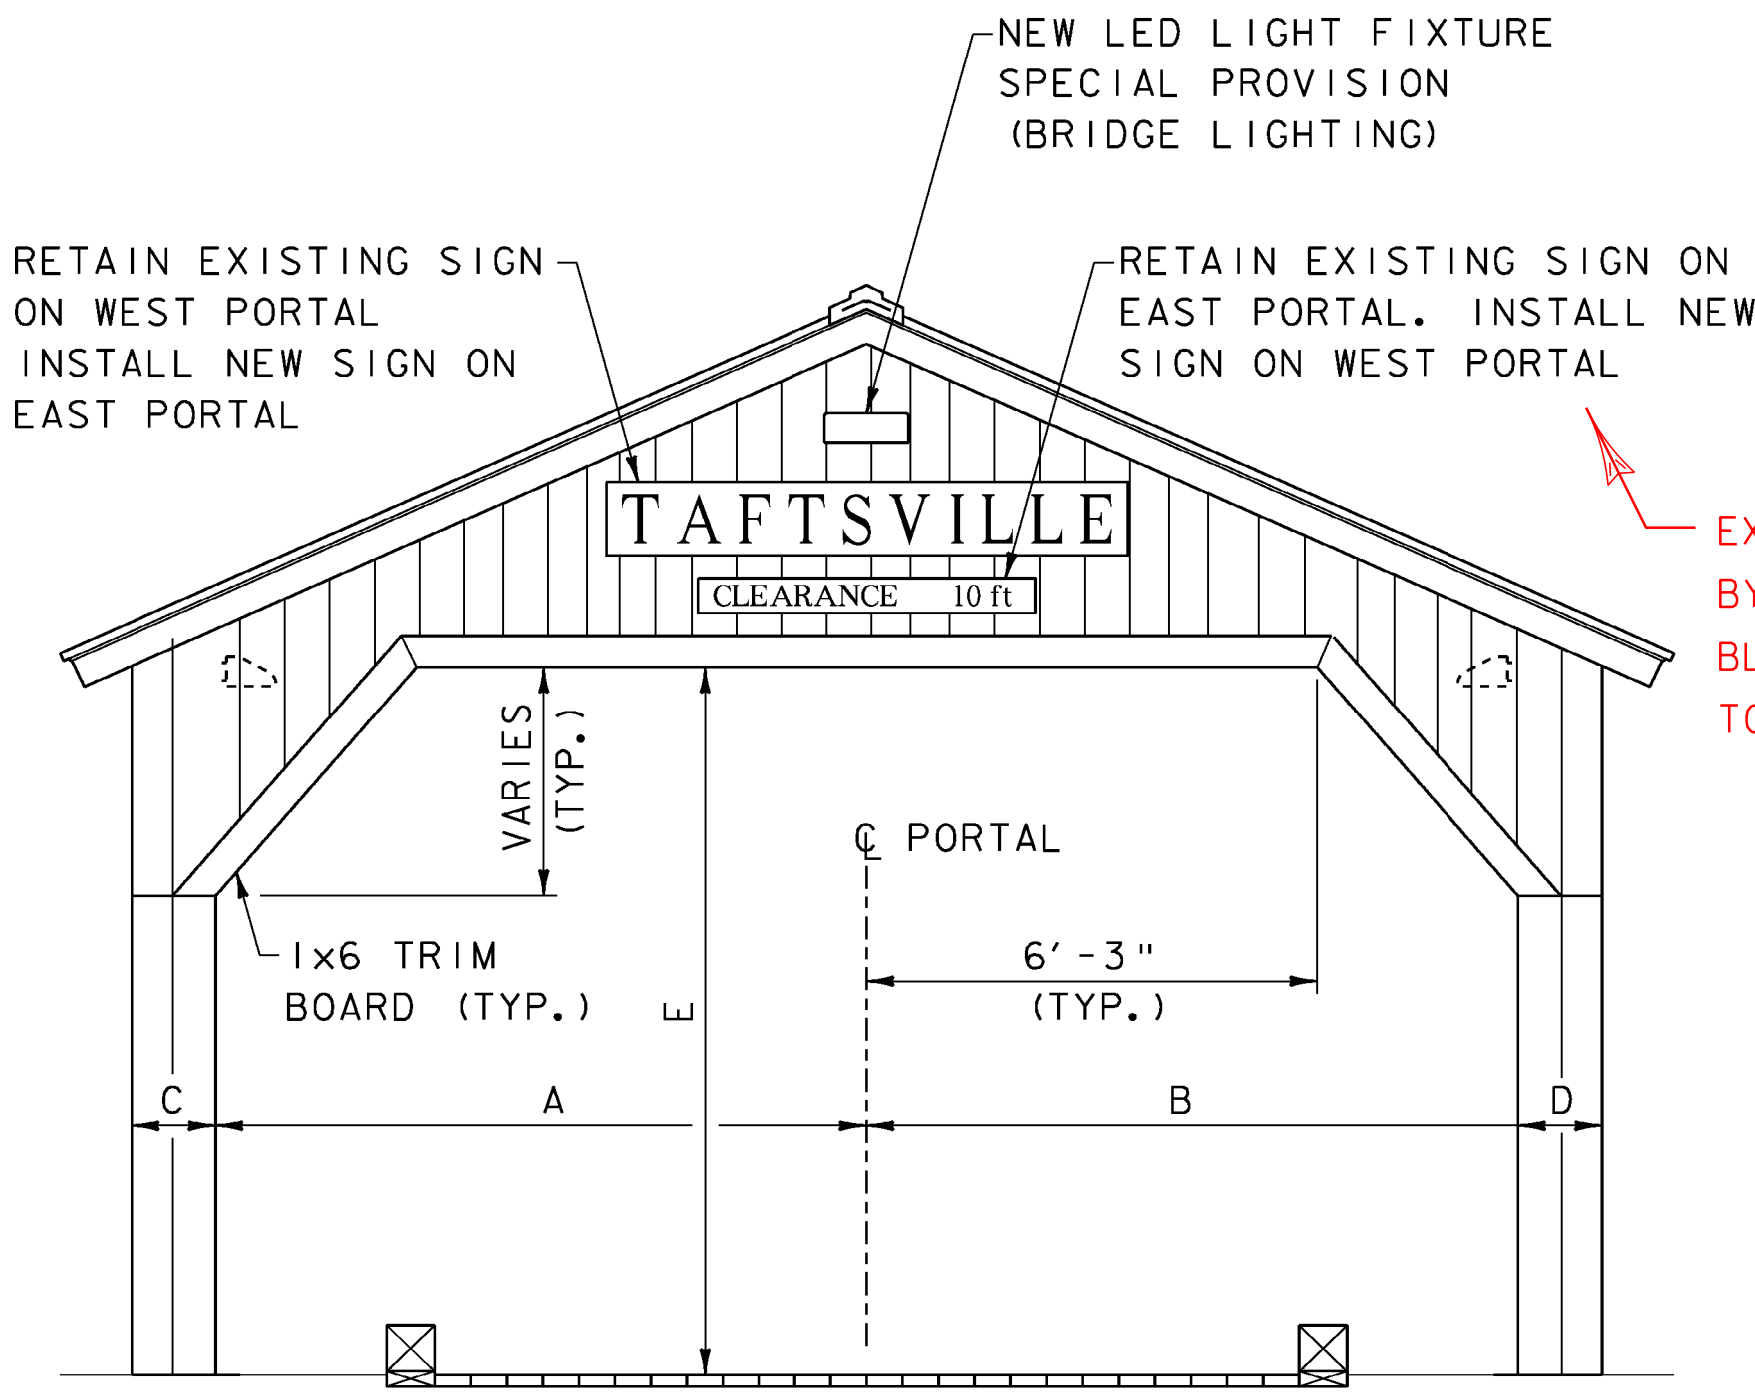 NEW LED LIGHT FIXTURE
SPECIAL PROVISION
(BRIDGE LIGHTING)
RETAIN EXISTING SIGN
ON WEST PORTAL
INSTALL NEW SIGN ON
EAST PORTAL
RETAIN EXISTING SIGN ON
EAST PORTAL. INSTALL NEW
SIGN ON WEST PORTAL
TAFTSVILLE
CLEARANCE 10 ft
BY
VARIES
(TYP.)
℄ PORTAL
1x6 TRIM
BOARD (TYP.)
6'-3"
(TYP.)
E
C
A
B
D